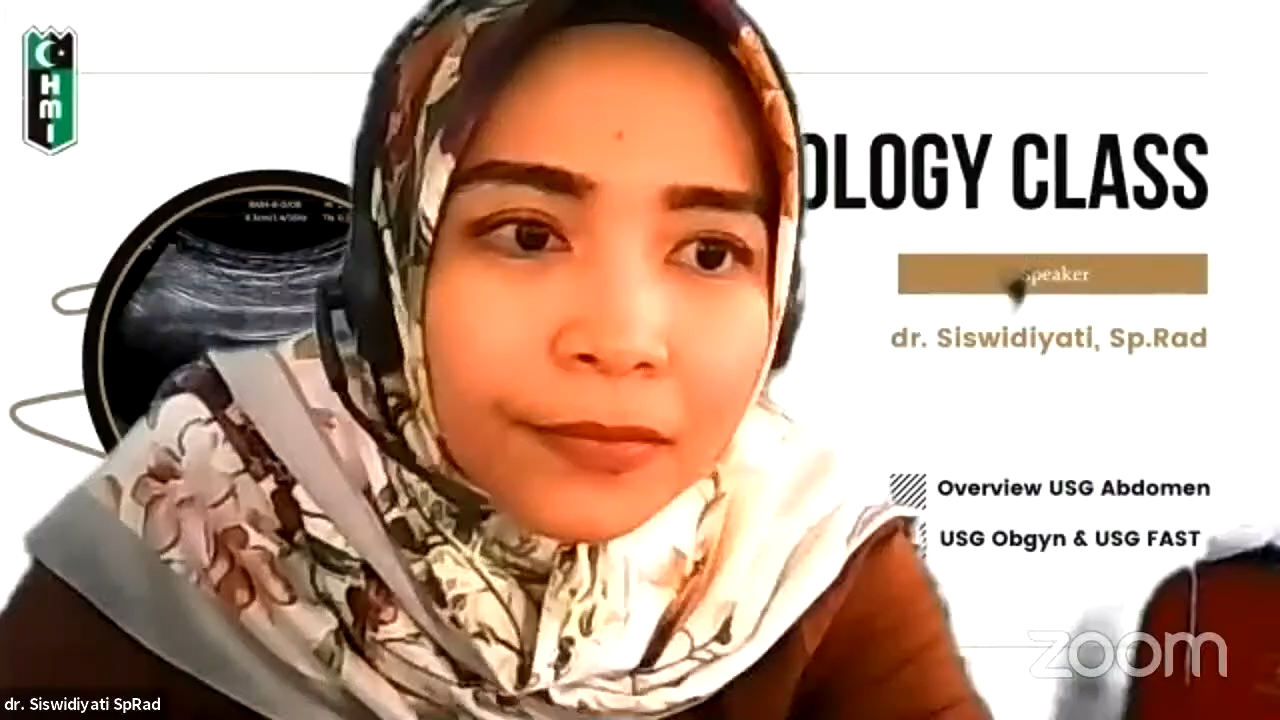 HMI
OLOGY CLASS
speaker
dr. Siswidiyati, Sp.Rad
Overview USG Abdomen
USG Obgyn & USG FAST
zoom
dr. Siswidiyati SpRad